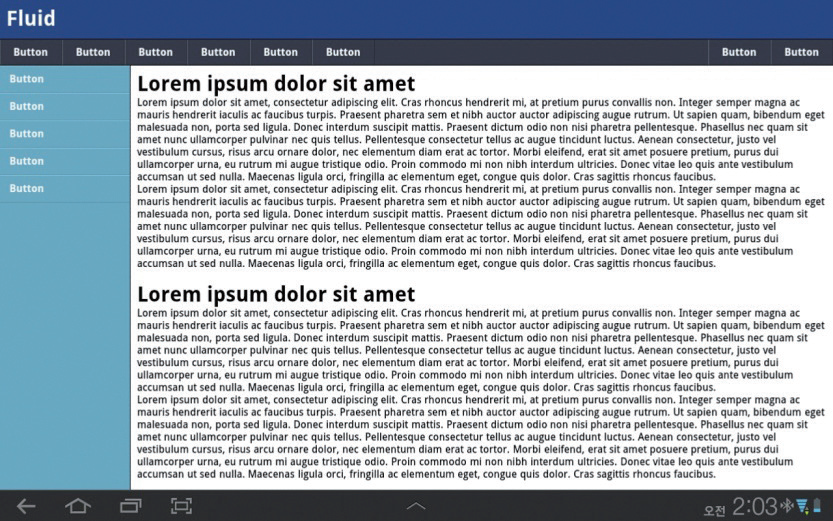 Fluid
Button Button Button Button Button Button Button Button
Button
Button
Button
Button
Button
Lorem ipsum dolor sit amet
Lorem ipsum dolor sit amet, consectetur adipiscing elit. Cras rhoncus hendrerit mi, at pretium purus convallis non. Integer semper magna ac
mauris hendrerit iaculis ac faucibus turpis. Praesent pharetra sem et nibh auctor auctor adipiscing augue rutrum. Ut sapien quam, bibendum eget
malesuada non, porta sed ligula. Donec interdum suscipit mattis. Praesent dictum odio non nisi pharetra pellentesque. Phasellus nec quam sit
amet nunc ullamcorper pulvinar nec quis tellus. Pellentesque consectetur tellus ac augue tincidunt luctus. Aenean consectetur, justo vel
vestibulum cursus, risus arcu ornare dolor, nec elementum diam erat ac tortor. Morbi eleifend, erat sit amet posuere pretium, purus dui
ullamcorper urna, eu rutrum mi augue tristique odio. Proin commodo mi non nibh interdum ultricies. Donec vitae leo quis ante vestibulum
accumsan ut sed nulla. Maecenas ligula orci, fringilla ac elementum eget, congue quis dolor. Cras sagittis rhoncus faucibus.
Lorem ipsum dolor sit amet, consectetur adipiscing elit. Cras rhoncus hendrerit mi, at pretium purus convallis non. Integer semper magna ac
mauris hendrerit iaculis ac faucibus turpis. Praesent pharetra sem et nibh auctor auctor adipiscing augue rutrum. Ut sapien quam, bibendum eget
malesuada non, porta sed ligula. Donec interdum suscipit mattis. Praesent dictum odio non nisi pharetra pellentesque. Phasellus nec quam sit
amet nunc ullamcorper pulvinar nec quis tellus. Pellentesque consectetur tellus ac augue tincidunt luctus. Aenean consectetur, justo vel
vestibulum cursus, risus arcu ornare dolor, nec elementum diam erat ac tortor. Morbi eleifend, erat sit amet posuere pretium, purus dui
ullamcorper urna, eu rutrum mi augue tristique odio. Proin commodo mi non nibh interdum ultricies. Donec vitae leo quis ante vestibulum
accumsan ut sed nulla. Maecenas ligula orci, fringilla ac elementum eget, congue quis dolor. Cras sagittis rhoncus faucibus.
Lorem ipsum dolor sit amet
Lorem ipsum dolor sit amet, consectetur adipiscing elit. Cras rhoncus hendrerit mi, at pretium purus convallis non. Integer semper magna ac
mauris hendrerit iaculis ac faucibus turpis. Praesent pharetra sem et nibh auctor auctor adipiscing augue rutrum. Ut sapien quam, bibendum eget
malesuada non, porta sed ligula. Donec interdum suscipit mattis. Praesent dictum odio non nisi pharetra pellentesque. Phasellus nec quam sit
amet nunc ullamcorper pulvinar nec quis tellus. Pellentesque consectetur tellus ac augue tincidunt luctus. Aenean consectetur, justo vel
vestibulum cursus, risus arcu ornare dolor, nec elementum diam erat ac tortor. Morbi eleifend, erat sit amet posuere pretium, purus dui
ullamcorper urna, eu rutrum mi augue tristique odio. Proin commodo mi non nibh interdum ultricies. Donec vitae leo quis ante vestibulum
accumsan ut sed nulla. Maecenas ligula orci, fringilla ac elementum eget, congue quis dolor. Cras sagittis rhoncus faucibus.
Lorem ipsum dolor sit amet, consectetur adipiscing elit. Cras rhoncus hendrerit mi, at pretium purus convallis non. Integer semper magna ac
mauris hendrerit iaculis ac faucibus turpis. Praesent pharetra sem et nibh auctor auctor adipiscing augue rutrum. Ut sapien quam, bibendum eget
malesuada non, porta sed ligula. Donec interdum suscipit mattis. Praesent dictum odio non nisi pharetra pellentesque. Phasellus nec quam sit
amet nunc ullamcorper pulvinar nec quis tellus. Pellentesque consectetur tellus ac augue tincidunt luctus. Aenean consectetur, justo vel
vestibulum cursus, risus arcu ornare dolor, nec elementum diam erat ac tortor. Morbi eleifend, erat sit amet posuere pretium, purus dui
ullamcorper urna, eu rutrum mi augue tristique odio. Proin commodo mi non nibh interdum ultricies. Donec vitae leo quis ante vestibulum
accumsan ut sed nulla. Maecenas ligula orci, fringilla ac elementum eget, congue quis dolor. Cras sagittis rhoncus faucibus.
오전 2:03